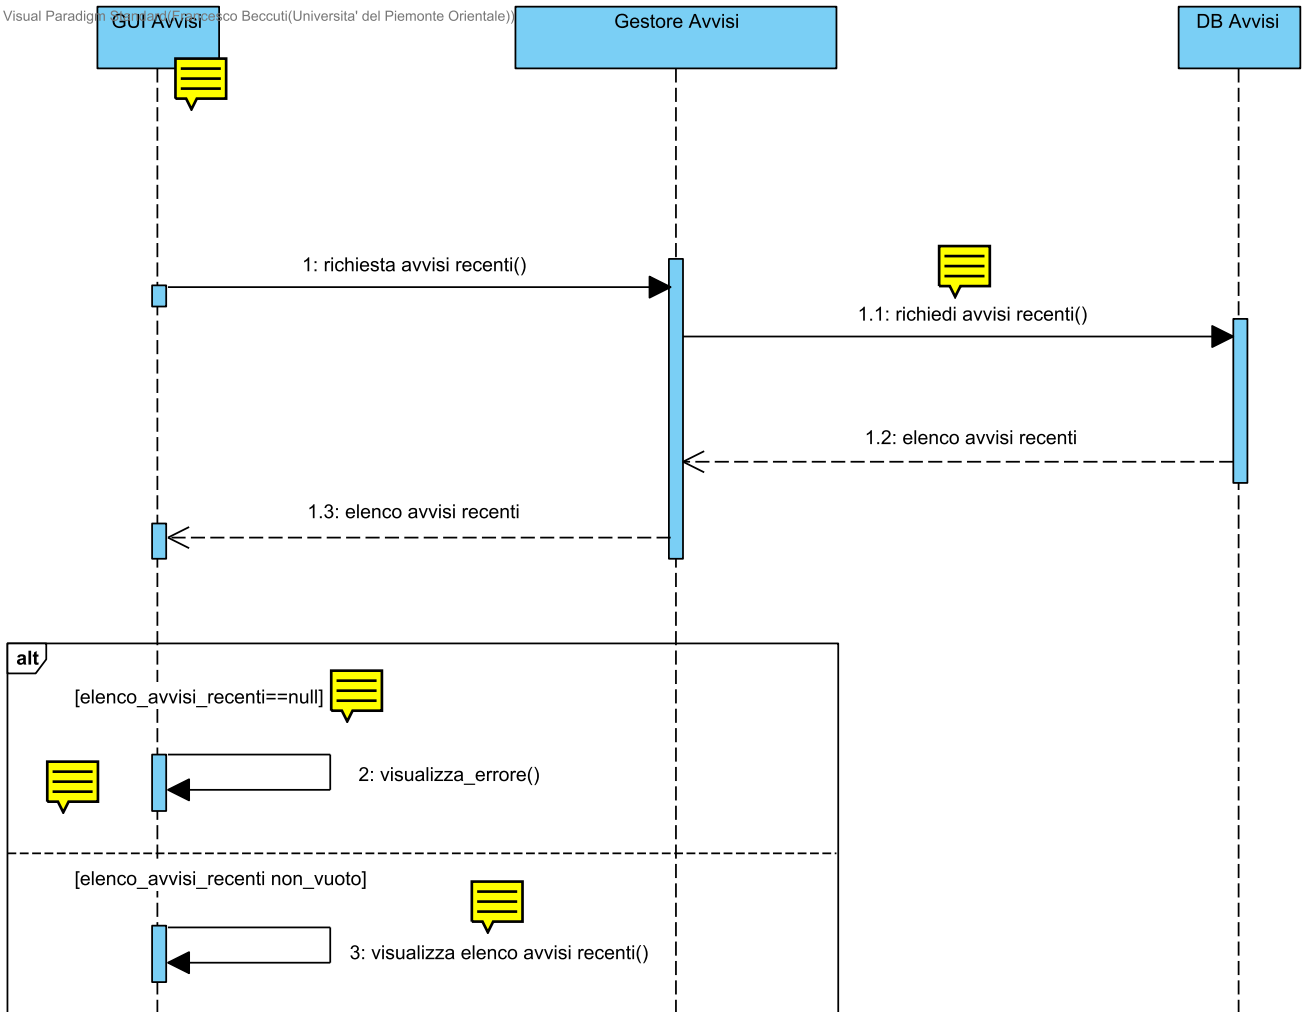 Visual Paradigm Standard(Francesco Beccuti(Universita' del Piemonte Orientale))
GUI Avvisi
Gestore Avvisi
DB Avvisi
1: richiesta avvisi recenti()
1.1: richiedi avvisi recenti()
1.2: elenco avvisi recenti
1.3: elenco avvisi recenti
alt
[elenco_avvisi_recenti==null]
2: visualizza_errore()
[elenco_avvisi_recenti non_vuoto]
3: visualizza elenco avvisi recenti()